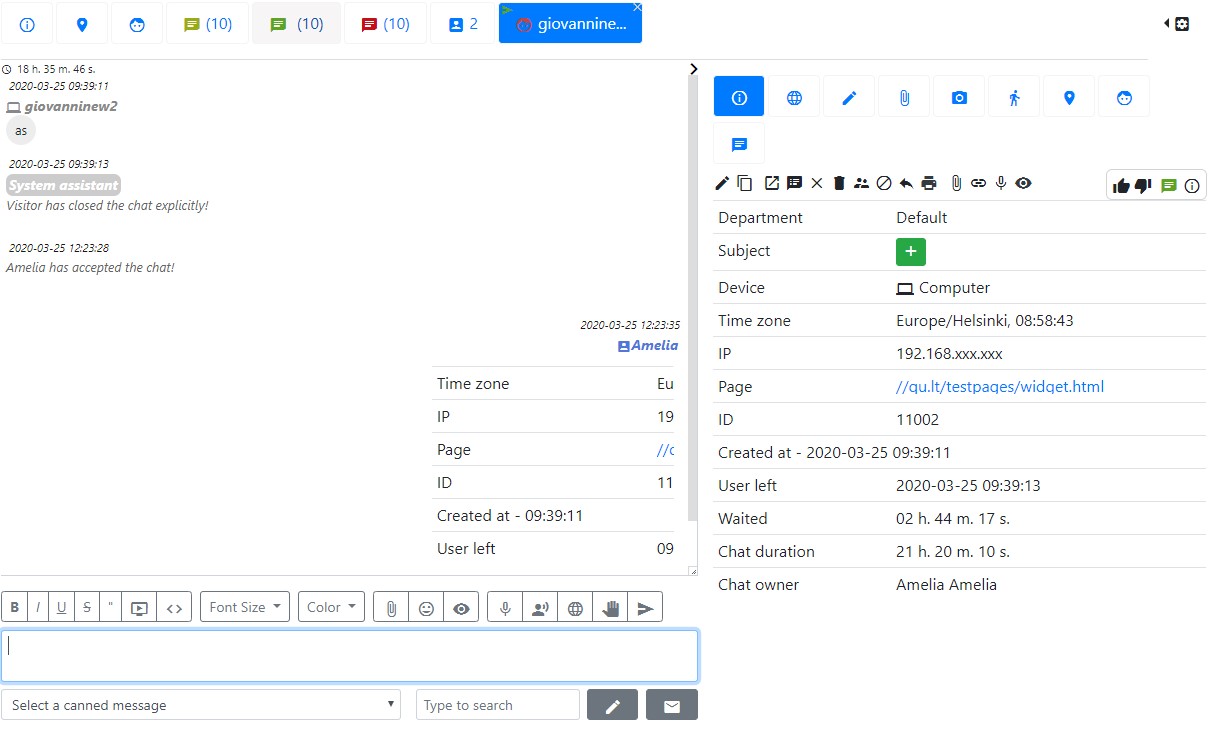 (10) (10) (10) 2 giovannine...
18 h. 35 m. 46 s.
2020-03-25 09:39:11
giovanninew2
as
2020-03-25 09:39:13
System assistant
Visitor has closed the chat explicitly!
2020-03-25 12:23:28
Amelia has accepted the chat!
2020-03-25 12:23:35
Amelia
Time zone Eu
IP 19
Page //c
ID 11
Created at - 09:39:11
User left 09
B I U S " Font Size Color
Select a canned message Type to search
Department Default
Subject +
Device Computer
Time zone Europe/Helsinki, 08:58:43
IP 192.168.xxx.xxx
Page //qu.lt/testpages/widget.html
ID 11002
Created at - 2020-03-25 09:39:11
User left 2020-03-25 09:39:13
Waited 02 h. 44 m. 17 s.
Chat duration 21 h. 20 m. 10 s.
Chat owner Amelia Amelia